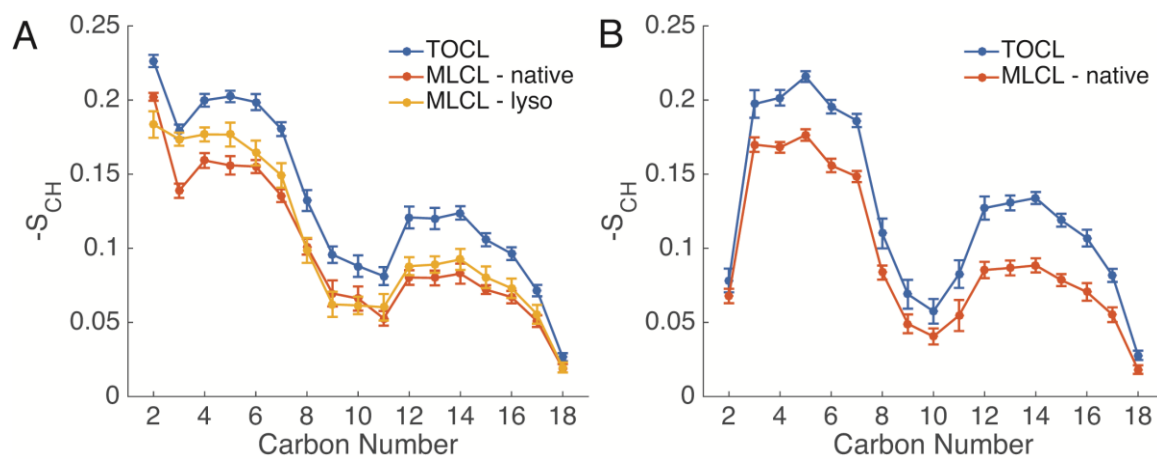 A
0.25
0.2
0.15
0.1
0.05
0
-S_CH
2 4 6 8 10 12 14 16 18
Carbon Number
TOCL
MLCL - native
MLCL - lyso
B
0.25
0.2
0.15
0.1
0.05
0
-S_CH
2 4 6 8 10 12 14 16 18
Carbon Number
TOCL
MLCL - native